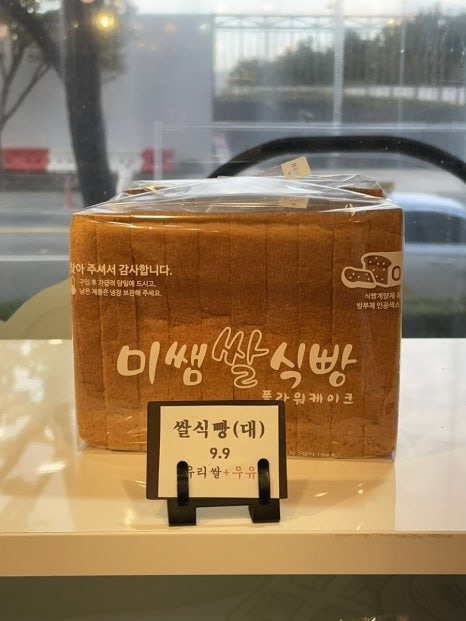 찾아 주셔서 감사합니다.
구입 후 가급적 당일에 드시고,
남은 제품은 냉장 보관해 주세요.
식빵개량제
방부제 인공색소
미쌤쌀식빵
플라워케이크
쌀식빵(대)
9.9
우리쌀+우유